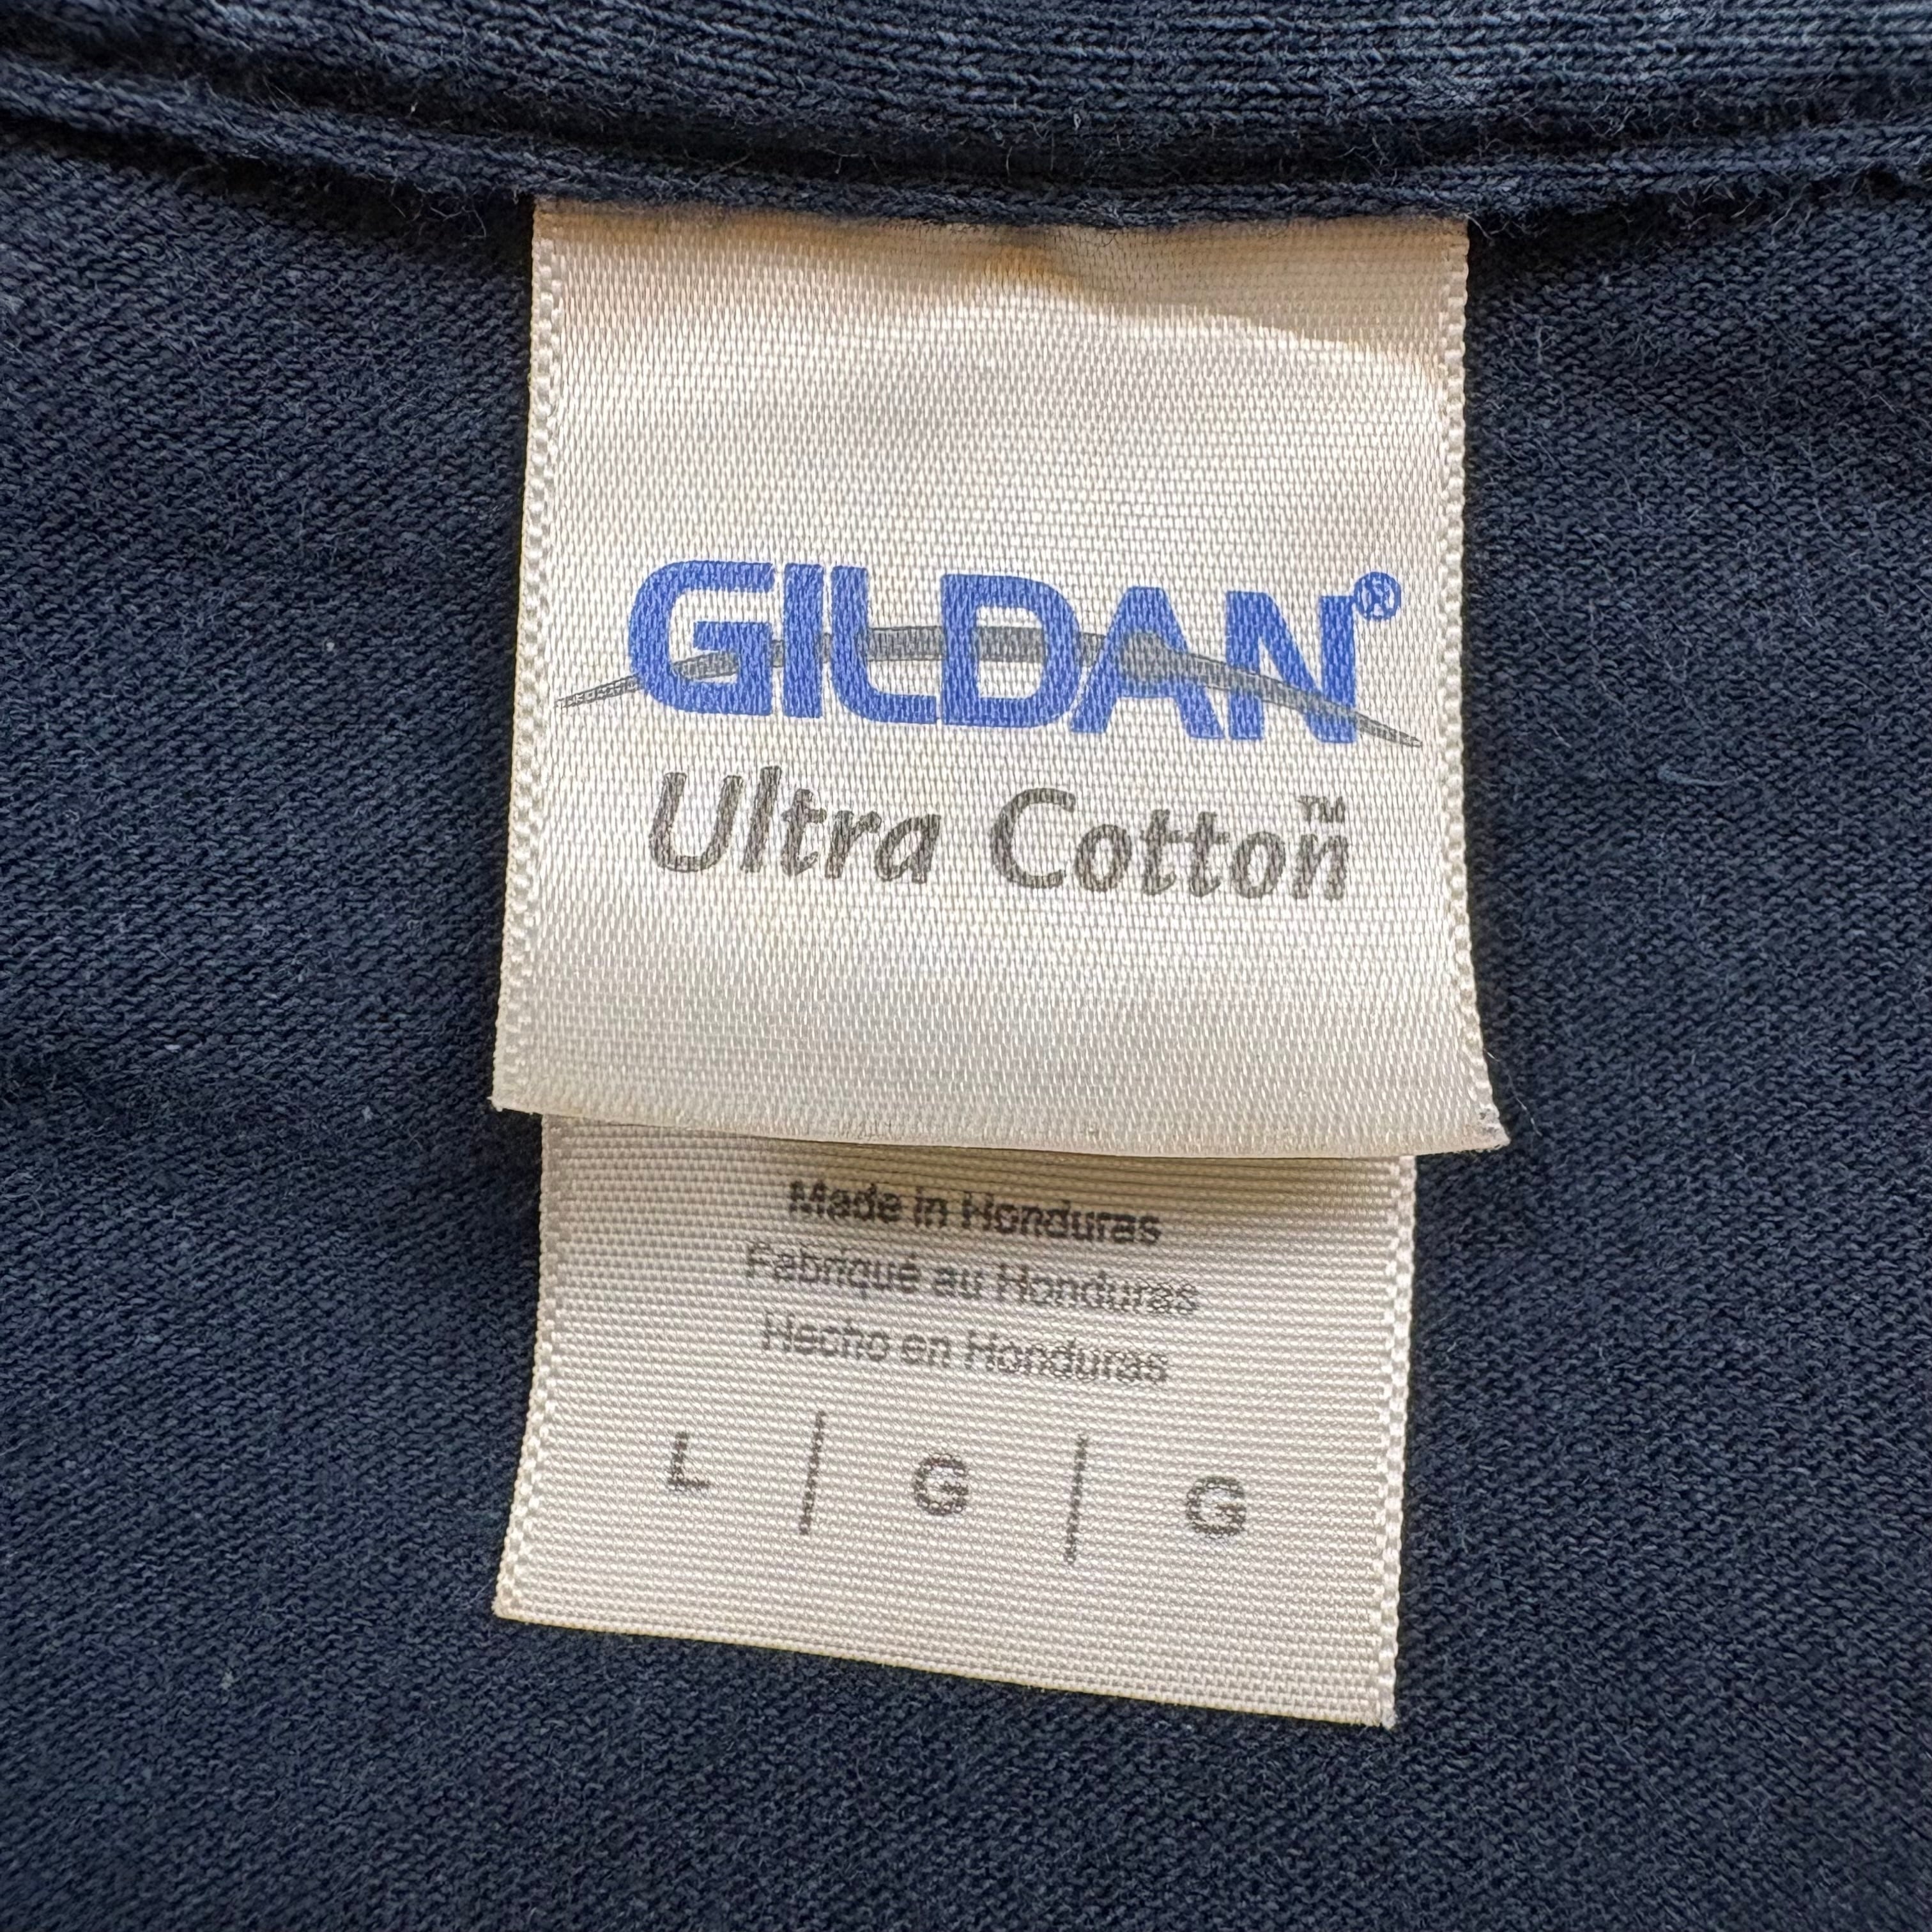 GILDAN®
Ultra Cotton™
Made in Honduras
Fabriqué au Honduras
Hecho en Honduras
L | G | G